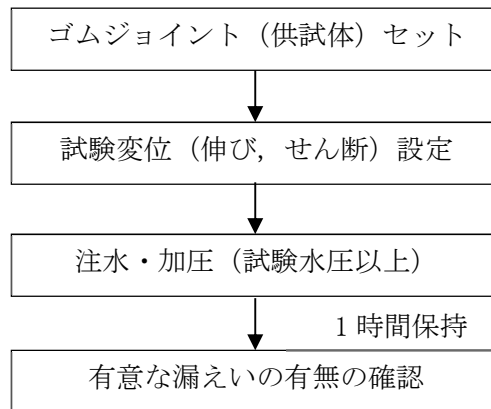 ゴムジョイント（供試体）セット
試験変位（伸び，せん断）設定
注水・加圧（試験水圧以上）
１時間保持
有意な漏えいの有無の確認